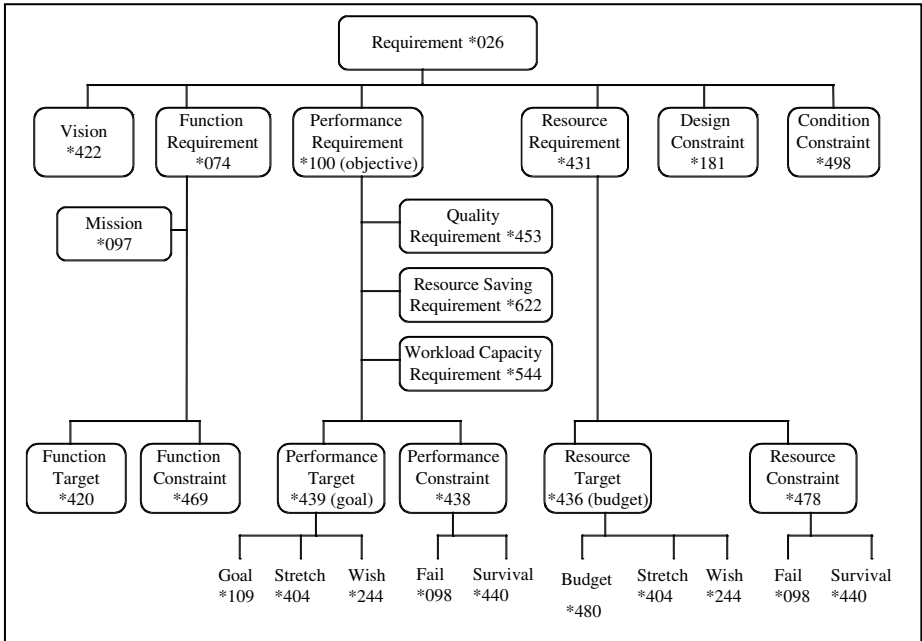 Requirement *026
Vision
*422
Function
Requirement
*074
Performance
Requirement
*100 (objective)
Resource
Requirement
*431
Design
Constraint
*181
Condition
Constraint
*498
Mission
*097
Quality
Requirement *453
Resource Saving
Requirement *622
Workload Capacity
Requirement *544
Function
Target
*420
Function
Constraint
*469
Performance
Target
*439 (goal)
Performance
Constraint
*438
Resource
Target
*436 (budget)
Resource
Constraint
*478
Goal
*109
Stretch
*404
Wish
*244
Fail
*098
Survival
*440
Budget
*480
Stretch
*404
Wish
*244
Fail
*098
Survival
*440